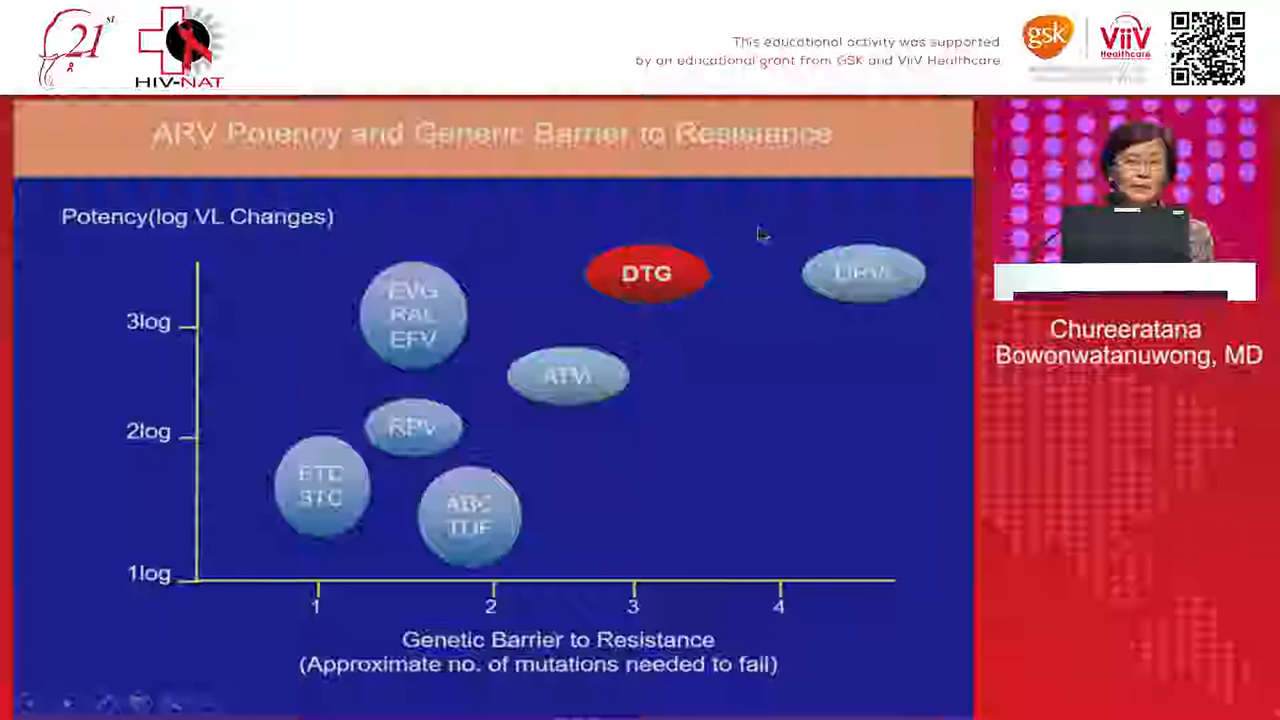 21st
HIV-NAT
This educational activity was supported
by an educational grant from GSK and ViiV Healthcare
gsk
ViiV
Healthcare
ARV Potency and Generic Barrier to Resistance
Potency(log VL Changes)
3log
2log
1log
EVG
RAL
EFV
DTG
ATV/r
RPV
FTC
3TC
ABC
TDF
1
2
3
4
Genetic Barrier to Resistance
(Approximate no. of mutations needed to fail)
Chureeratana
Bowonwatanuwong, MD